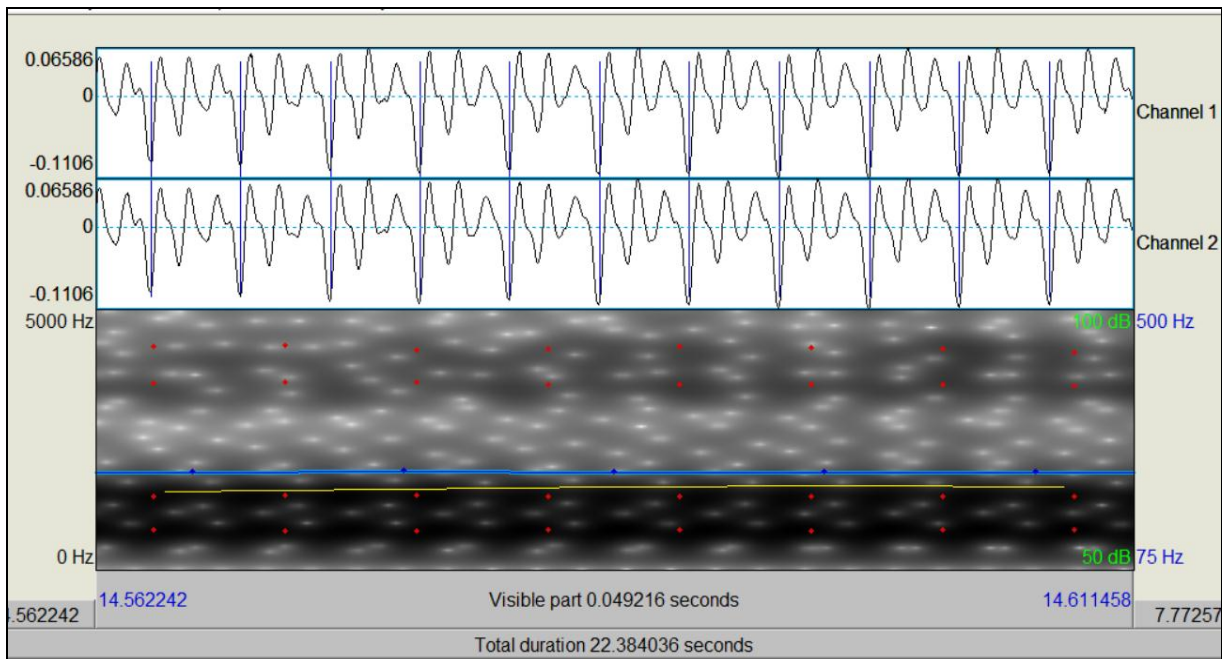 0.06586
0
-0.1106
Channel 1
0.06586
0
-0.1106
Channel 2
5000 Hz
100 dB 500 Hz
0 Hz
50 dB 75 Hz
14.562242 Visible part 0.049216 seconds 14.611458
.562242 7.77257
Total duration 22.384036 seconds